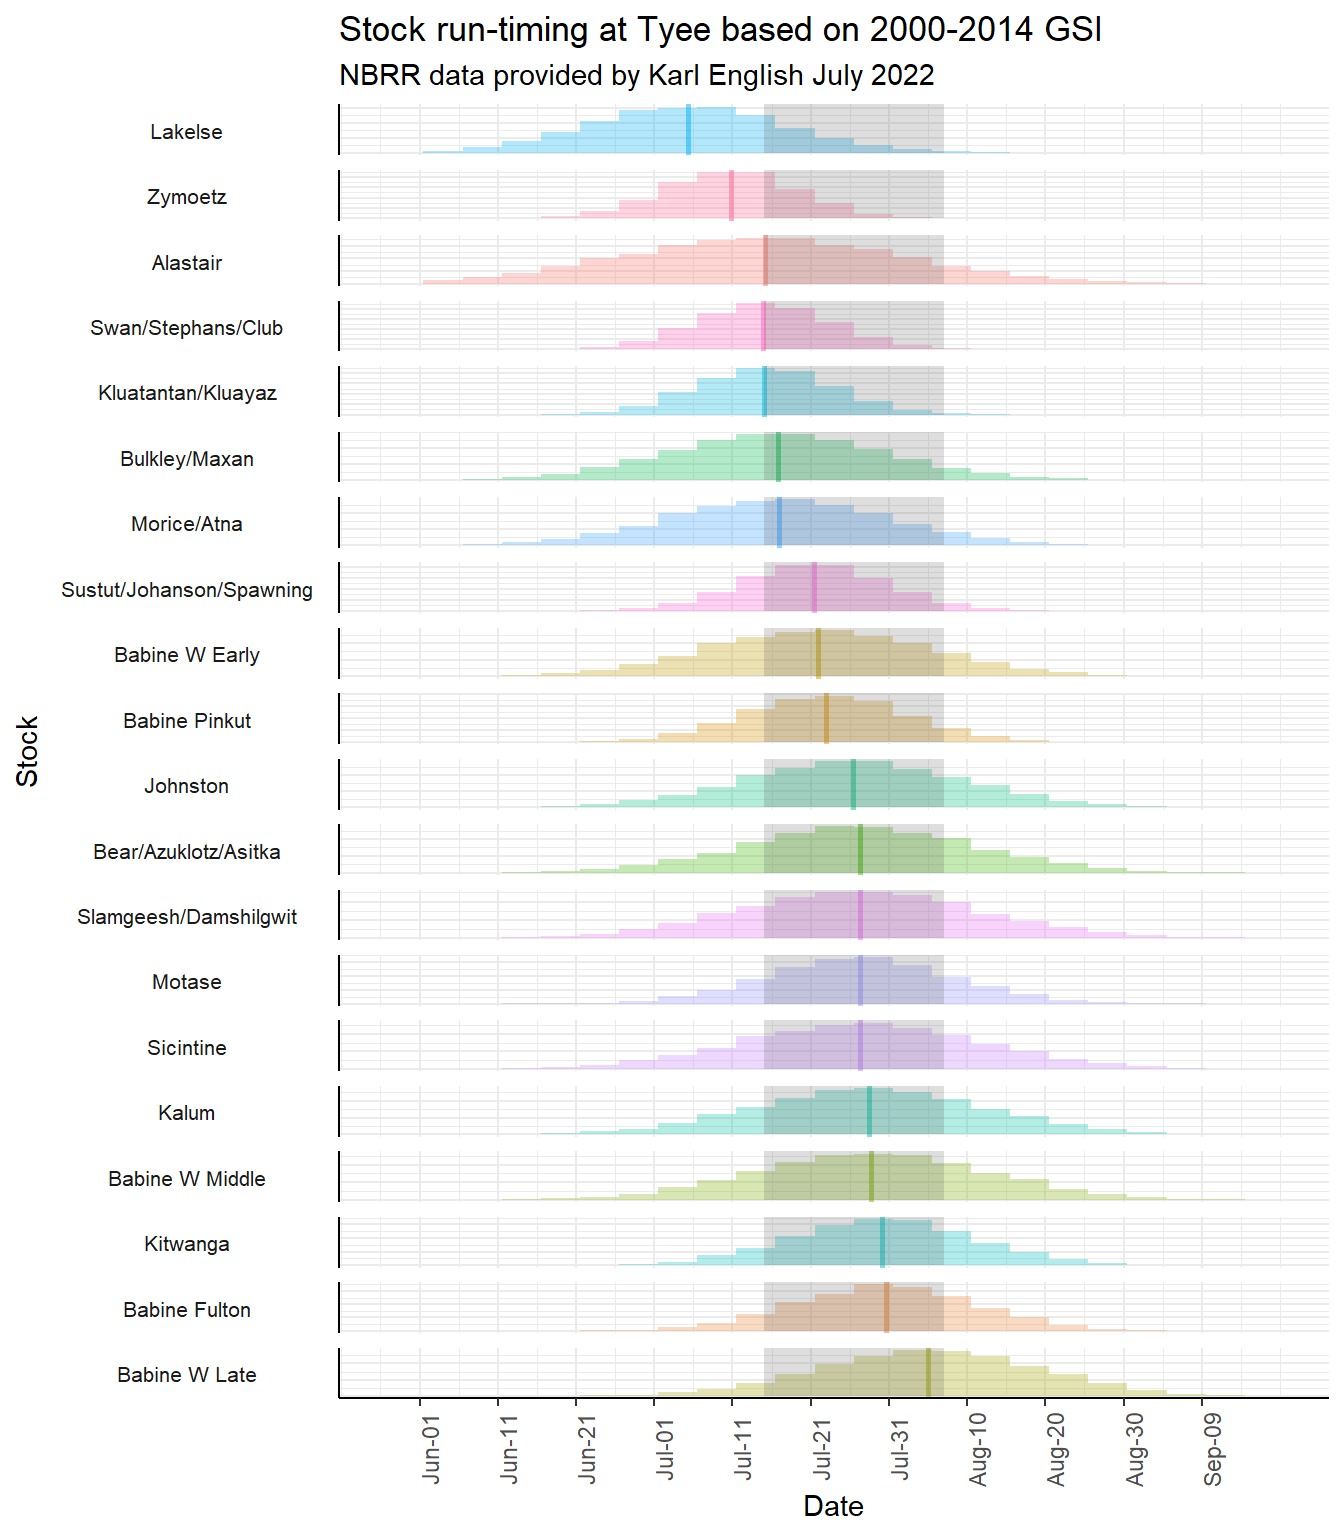 Stock run-timing at Tyee based on 2000-2014 GSI
NBRR data provided by Karl English July 2022
Lakelse
Zymoetz
Alastair
Swan/Stephans/Club
Kluatantan/Kluayaz
Bulkley/Maxan
Morice/Atna
Sustut/Johanson/Spawning
Babine W Early
Babine Pinkut
Johnston
Bear/Azuklotz/Asitka
Slamgeesh/Damshilgwit
Motase
Sicintine
Kalum
Babine W Middle
Kitwanga
Babine Fulton
Babine W Late
Stock
Jun-01
Jun-11
Jun-21
Jul-01
Jul-11
Jul-21
Jul-31
Aug-10
Aug-20
Aug-30
Sep-09
Date